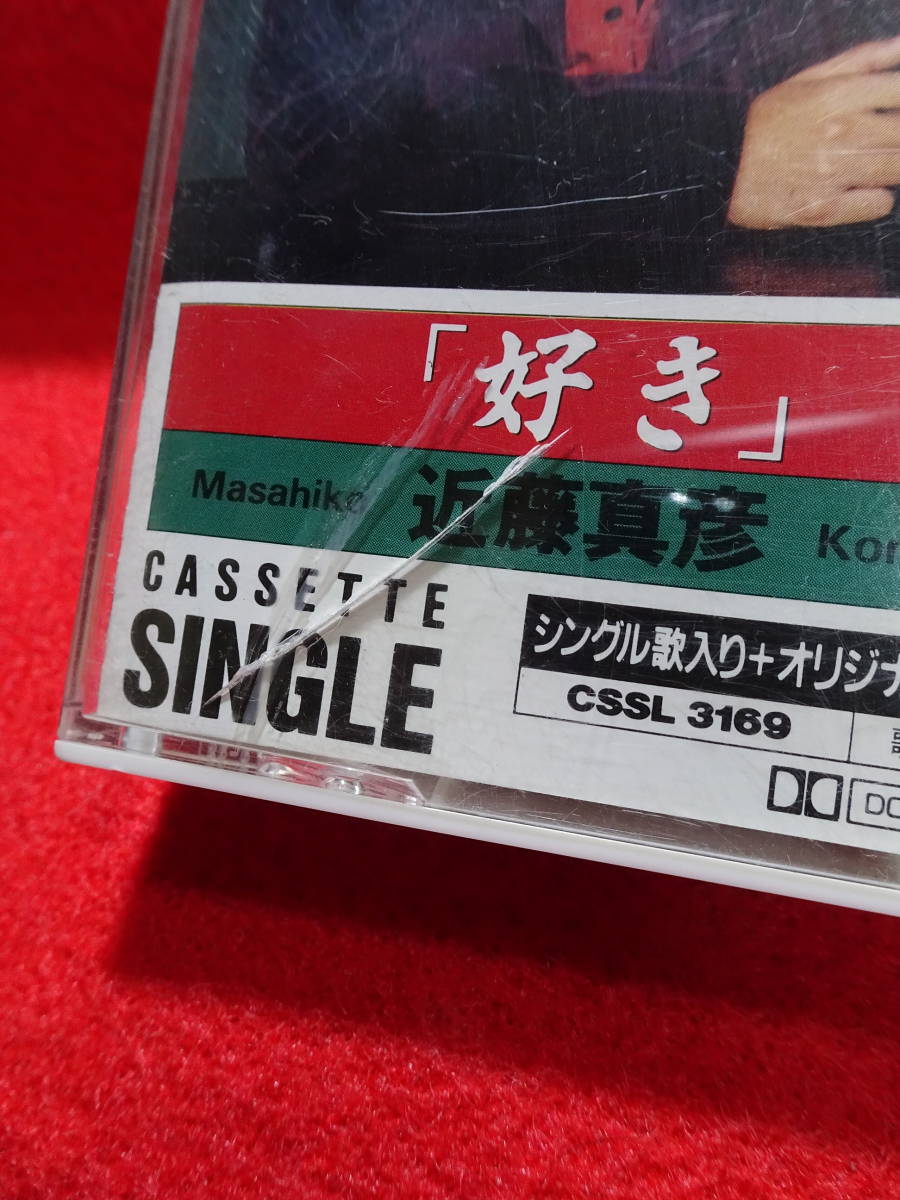 「好き」
Masahiko 近藤真彦 Kon
CASSETTE
SINGLE
シングル歌入り+オリジナ
CSSL 3169